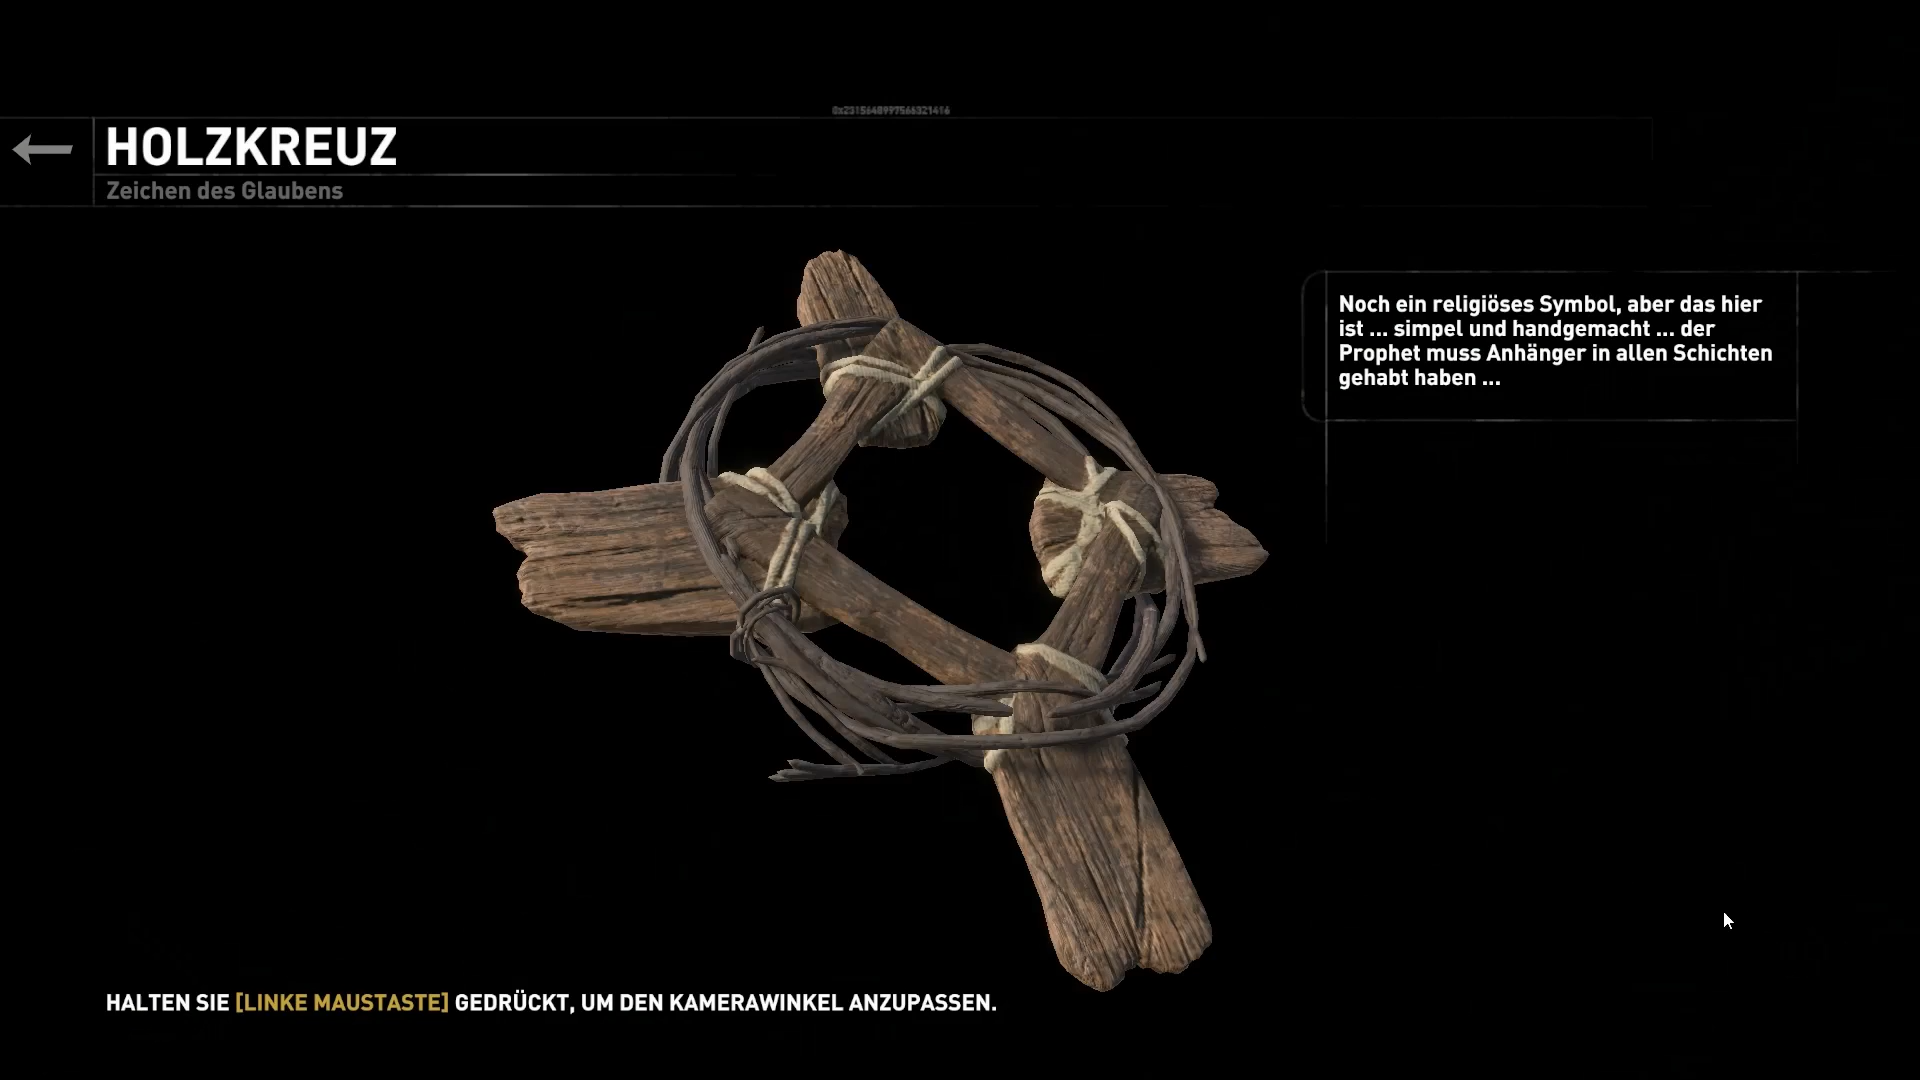 0x2315648997566321416
HOLZKREUZ
Zeichen des Glaubens
Noch ein religiöses Symbol, aber das hier
ist ... simpel und handgemacht ... der
Prophet muss Anhänger in allen Schichten
gehabt haben ...
HALTEN SIE [LINKE MAUSTASTE] GEDRÜCKT, UM DEN KAMERAWINKEL ANZUPASSEN.